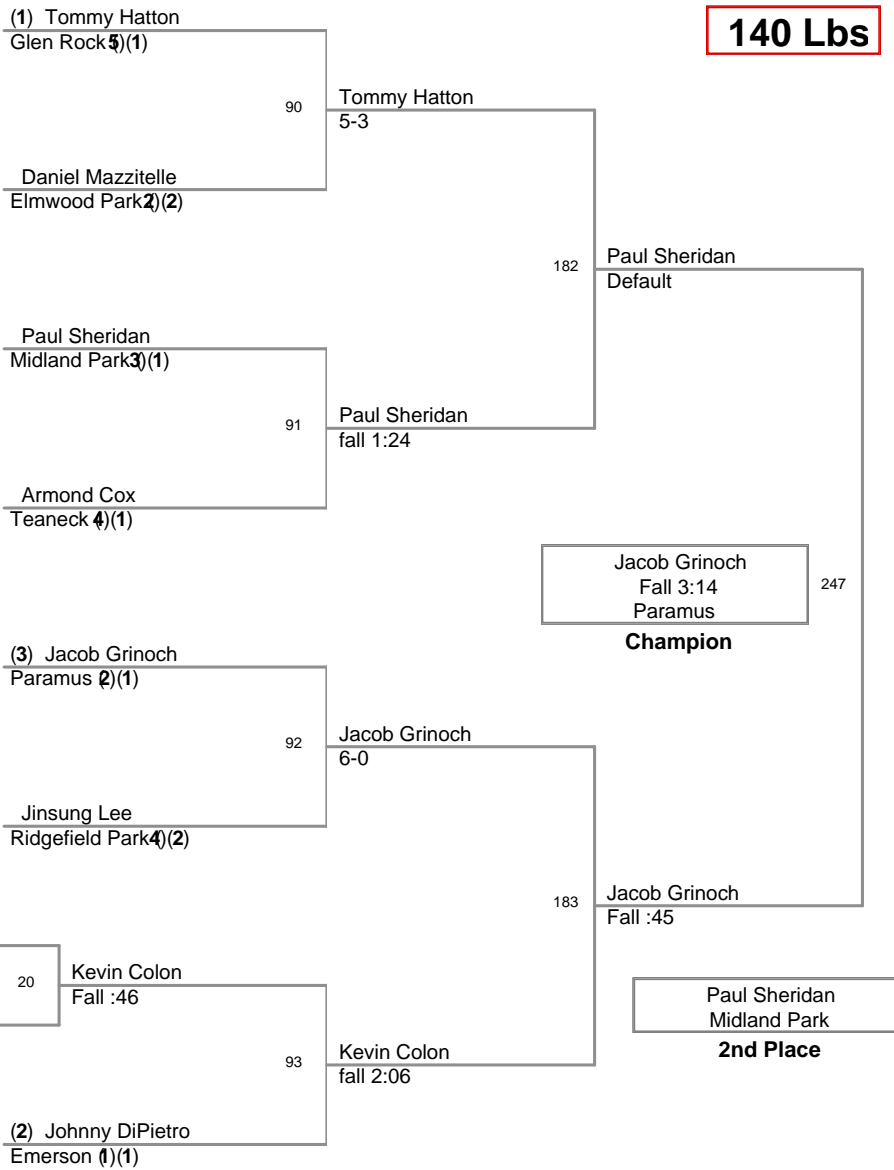 (1) Tommy Hatton
140 Lbs
Glen Rock (5)(1)
90
Tommy Hatton
5-3
Daniel Mazzitelle
Elmwood Park (2)(2)
182
Paul Sheridan
Default
Paul Sheridan
Midland Park (3)(1)
91
Paul Sheridan
fall 1:24
Armond Cox
Teaneck (4)(1)
Jacob Grinoch
Fall 3:14
Paramus
247
Champion
(3) Jacob Grinoch
Paramus (2)(1)
92
Jacob Grinoch
6-0
Jinsung Lee
Ridgefield Park (4)(2)
183
Jacob Grinoch
Fall :45
20
Kevin Colon
Fall :46
Paul Sheridan
Midland Park
2nd Place
93
Kevin Colon
fall 2:06
(2) Johnny DiPietro
Emerson (1)(1)